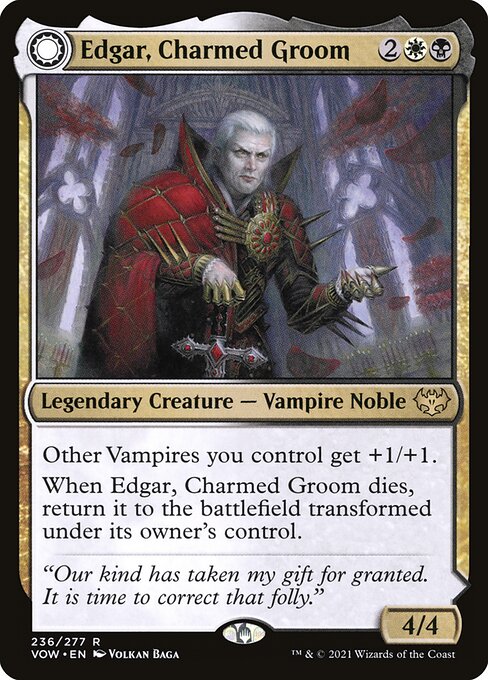 Edgar, Charmed Groom 2
Legendary Creature — Vampire Noble
Other Vampires you control get +1/+1.
When Edgar, Charmed Groom dies,
return it to the battlefield transformed
under its owner's control.
“Our kind has taken my gift for granted.
It is time to correct that folly.”
4/4
236/277 R
VOW • EN Volkan Baga
™ & © 2021 Wizards of the Coast